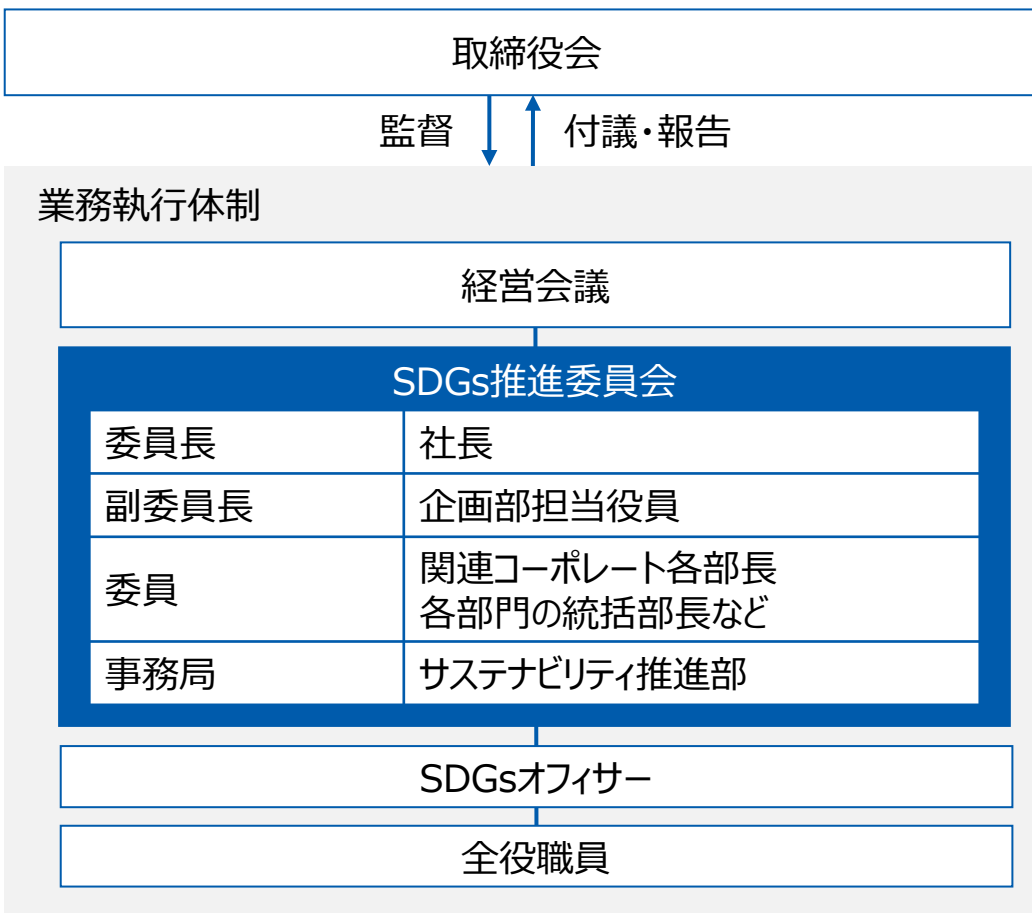 取締役会
監督
付議・報告
業務執行体制
経営会議
SDGs推進委員会
委員長 社長
副委員長 企画部担当役員
委員 関連コーポレート各部長
各部門の統括部長など
事務局 サステナビリティ推進部
SDGsオフィサー
全役職員